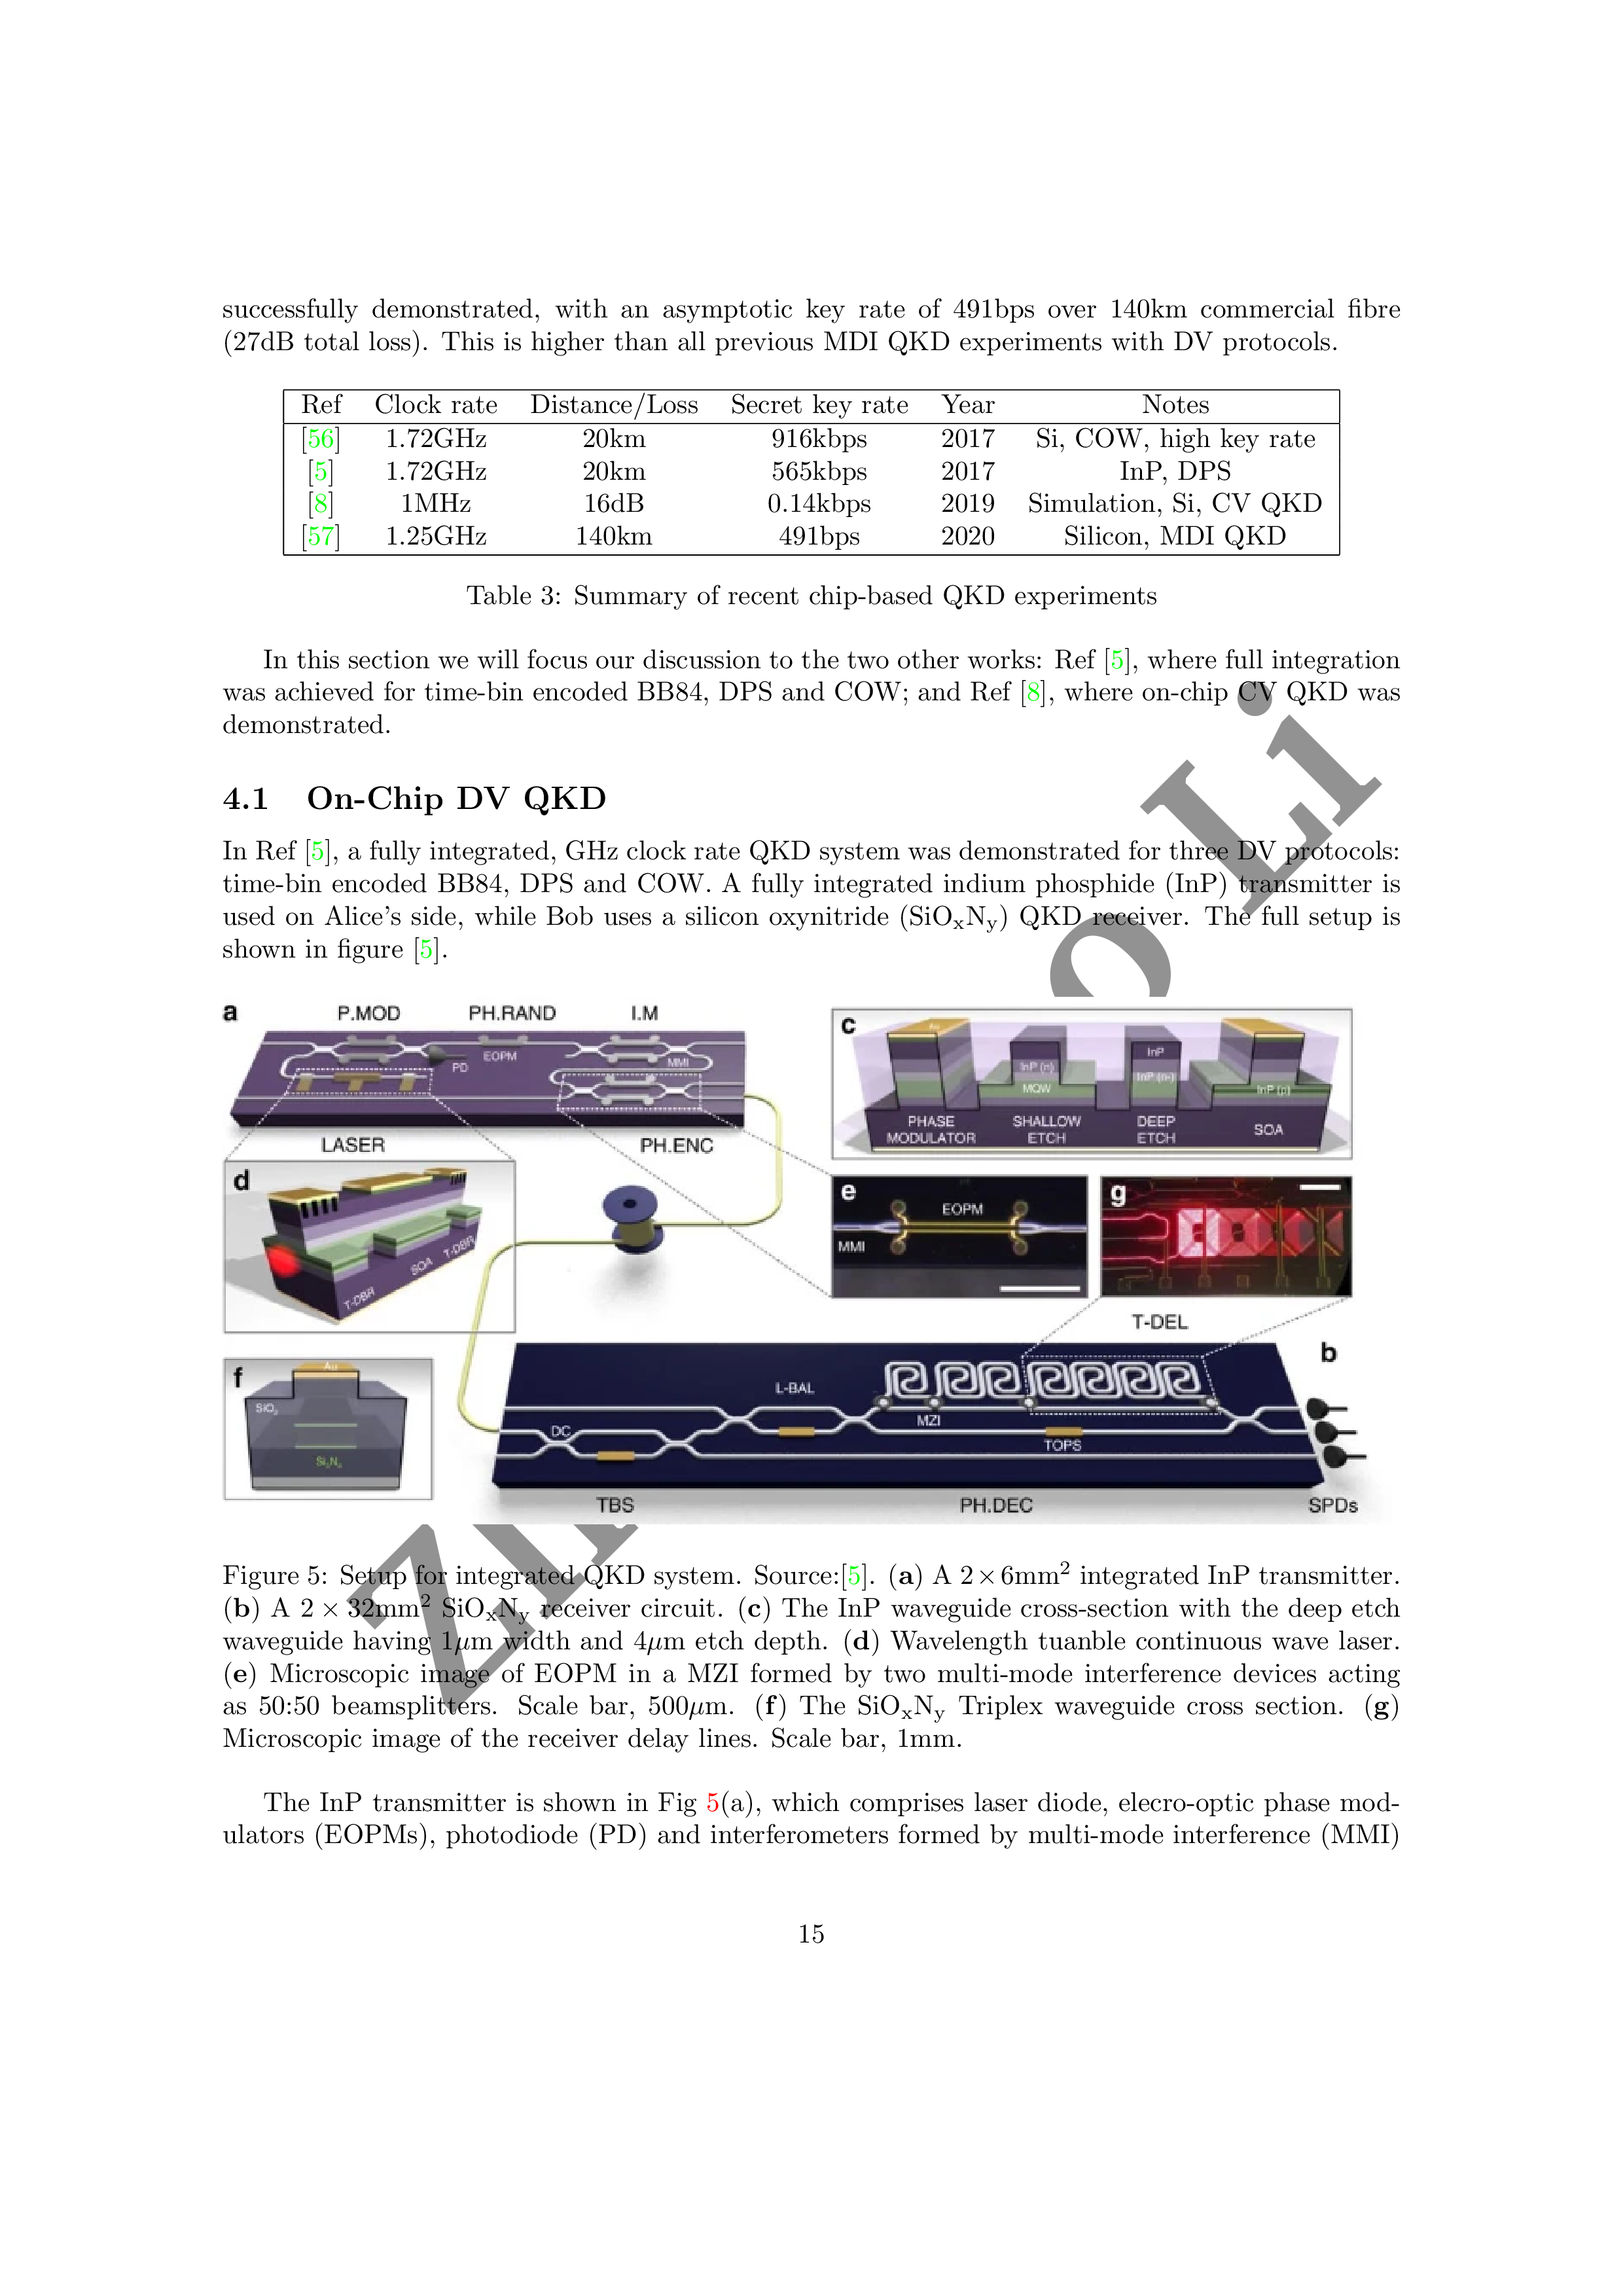 successfully demonstrated, with an asymptotic key rate of 491bps over 140km commercial fibre
(27dB total loss). This is higher than all previous MDI QKD experiments with DV protocols.
Ref Clock rate Distance/Loss Secret key rate Year Notes
[56] 1.72GHz 20km 916kbps 2017 Si, COW, high key rate
[5] 1.72GHz 20km 565kbps 2017 InP, DPS
[8] 1MHz 16dB 0.14kbps 2019 Simulation, Si, CV QKD
[57] 1.25GHz 140km 491bps 2020 Silicon, MDI QKD
Table 3: Summary of recent chip-based QKD experiments
In this section we will focus our discussion to the two other works: Ref [5], where full integration
was achieved for time-bin encoded BB84, DPS and COW; and Ref [8], where on-chip CV QKD was
demonstrated.
4.1 On-Chip DV QKD
In Ref [5], a fully integrated, GHz clock rate QKD system was demonstrated for three DV protocols:
time-bin encoded BB84, DPS and COW. A fully integrated indium phosphide (InP) transmitter is
used on Alice's side, while Bob uses a silicon oxynitride (SiOxNy) QKD receiver. The full setup is
shown in figure [5].
a P.MOD PH.RAND I.M
EOPM
PD
MMI
LASER PH.ENC
c
Au
InP
InP (n)
InP (n-)
MQW
InP (p)
PHASE
MODULATOR
SHALLOW
ETCH
DEEP
ETCH
SOA
d
T-DBR
SOA
T-DBR
e
EOPM
MMI
g
T-DEL
f
Au
SiO2
Si3N4
b
L-BAL
DC
MZI
TOPS
TBS PH.DEC SPDs
Figure 5: Setup for integrated QKD system. Source:[5]. (a) A 2×6mm² integrated InP transmitter.
(b) A 2 × 32mm² SiOxNy receiver circuit. (c) The InP waveguide cross-section with the deep etch
waveguide having 1μm width and 4μm etch depth. (d) Wavelength tuanble continuous wave laser.
(e) Microscopic image of EOPM in a MZI formed by two multi-mode interference devices acting
as 50:50 beamsplitters. Scale bar, 500μm. (f) The SiOxNy Triplex waveguide cross section. (g)
Microscopic image of the receiver delay lines. Scale bar, 1mm.
The InP transmitter is shown in Fig 5(a), which comprises laser diode, elecro-optic phase mod-
ulators (EOPMs), photodiode (PD) and interferometers formed by multi-mode interference (MMI)
15
Li